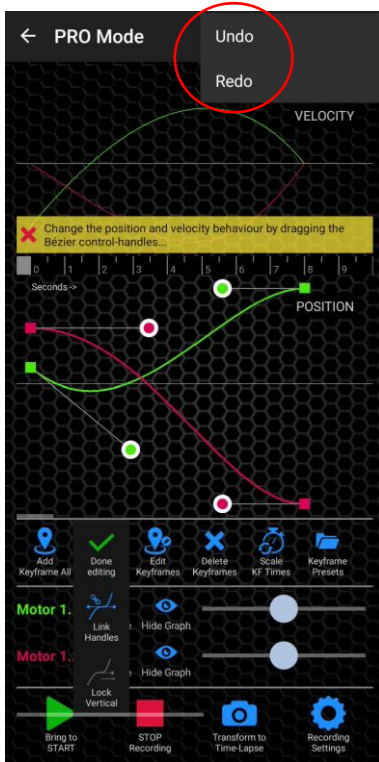 PRO Mode
Undo
Redo
VELOCITY
Change the position and velocity behaviour by dragging the
Bézier control-handles...
0 1 2 3 4 5 6 7 8 9
Seconds->
POSITION
Add
Keyframe All
Done
editing
Edit
Keyframes
Delete
Keyframes
Scale
KF Times
Keyframe
Presets
Motor 1.
Link
Handles
Hide Graph
Motor 1.
Hide Graph
Lock
Vertical
Bring to
START
STOP
Recording
Transform to
Time-Lapse
Recording
Settings